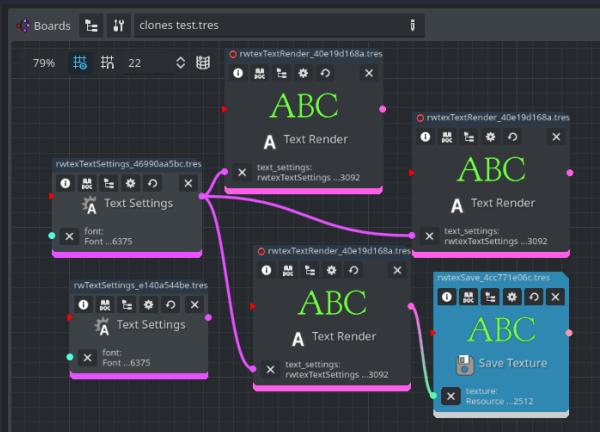 Boards
clones test.tres
79%
22
rwtexTextRender_40e19d168a.tres
ABC
A Text Render
text_settings:
rwtexTextSettings ...3092
rwtexTextRender_40e19d168a.tres
ABC
A Text Render
text_settings:
rwtexTextSettings ...3092
rwtexTextSettings_46990aa5bc.tres
A Text Settings
font:
Font ...6375
rwtexTextRender_40e19d168a.tres
ABC
A Text Render
text_settings:
rwtexTextSettings ...3092
rwTexTextSettings_e140a544be.tres
A Text Settings
font:
Font ...6375
rwtexSave_4cc771e06c.tres
ABC
Save Texture
texture:
Resource ...2512